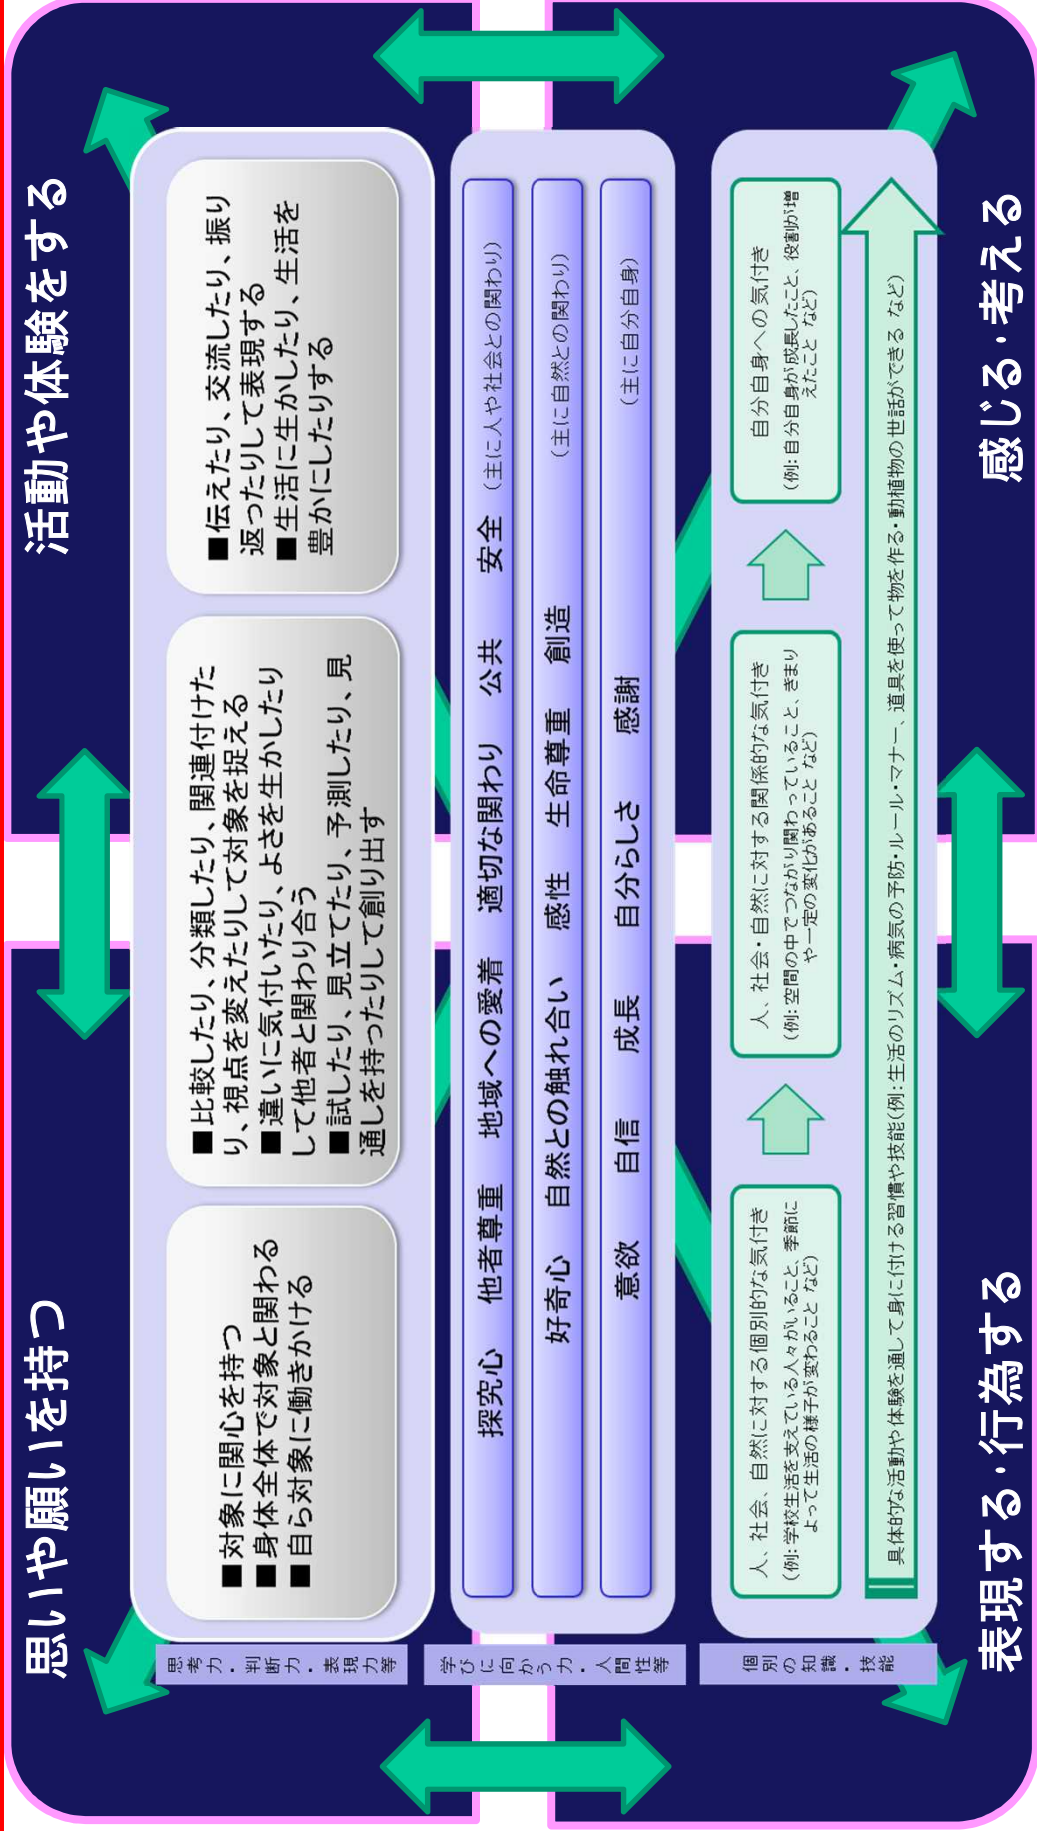 思いや願いを持つ
活動や体験をする
思考力・判断力・表現力等
■対象に関心を持つ
■身体全体で対象と関わる
■自ら対象に働きかける
■比較したり、分類したり、関連付けた
り、視点を変えたりして対象を捉える
■違いに気付いたり、よさを生かしたり
して他者と関わり合う
■試したり、見立てたり、予測したり、見
通しを持ったりして創り出す
■伝えたり、交流したり、振り
返ったりして表現する
■生活に生かしたり、生活を
豊かにしたりする
学びに向かう力・人間性等
探究心　他者尊重　地域への愛着　適切な関わり　公共　安全　(主に人や社会との関わり)
好奇心　自然との触れ合い　感性　生命尊重　創造　(主に自然との関わり)
意欲　自信　成長　自分らしさ　感謝　(主に自分自身)
個別の知識・技能
人、社会、自然に対する個別的な気付き
(例:学校生活を支えている人々がいること、季節に
よって生活の様子が変わること など)
人、社会・自然に対する関係的な気付き
(例:空間の中でつながり関わっていること、きまり
や一定の変化があること など)
自分自身への気付き
(例:自分自身が成長したこと、役割が増
えたこと など)
具体的な活動や体験を通して身に付ける習慣や技能(例:生活のリズム・病気の予防・ルール・マナー、道具を使って物を作る・動植物の世話ができる など)
表現する・行為する
感じる・考える